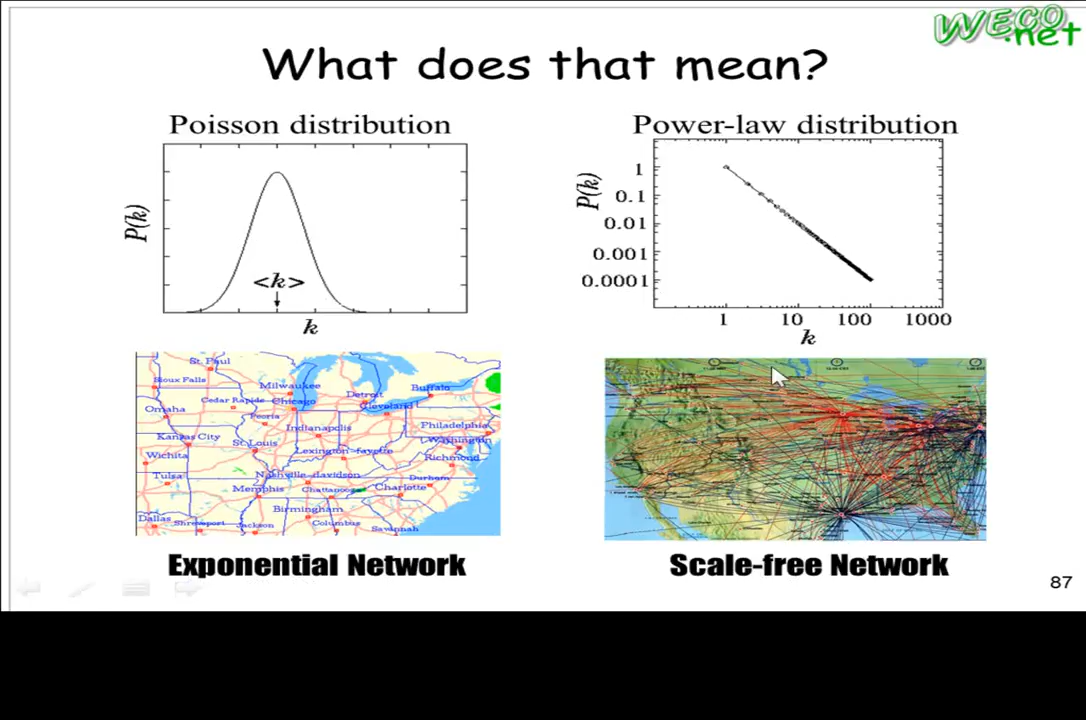 WECO
.net
What does that mean?
Poisson distribution
P(k)
<k>
k
Power-law distribution
P(k)
1
0.1
0.01
0.001
0.0001
1 10 100 1000
k
St. Paul
Sioux Falls
Milwaukee
Buffalo
Cedar Rapids Chicago
Detroit
Cleveland
Omaha
Peoria
Indianapolis
Philadelphia
Kansas City
St. Louis
Washington
Wichita
Lexington-fayette
Richmond
Tulsa
Nashville-davidson
Durham
Memphis
Chattanooga
Charlotte
Birmingham
Dallas
Shreveport
Jackson
Columbus
Savannah
Exponential Network
Scale-free Network
87